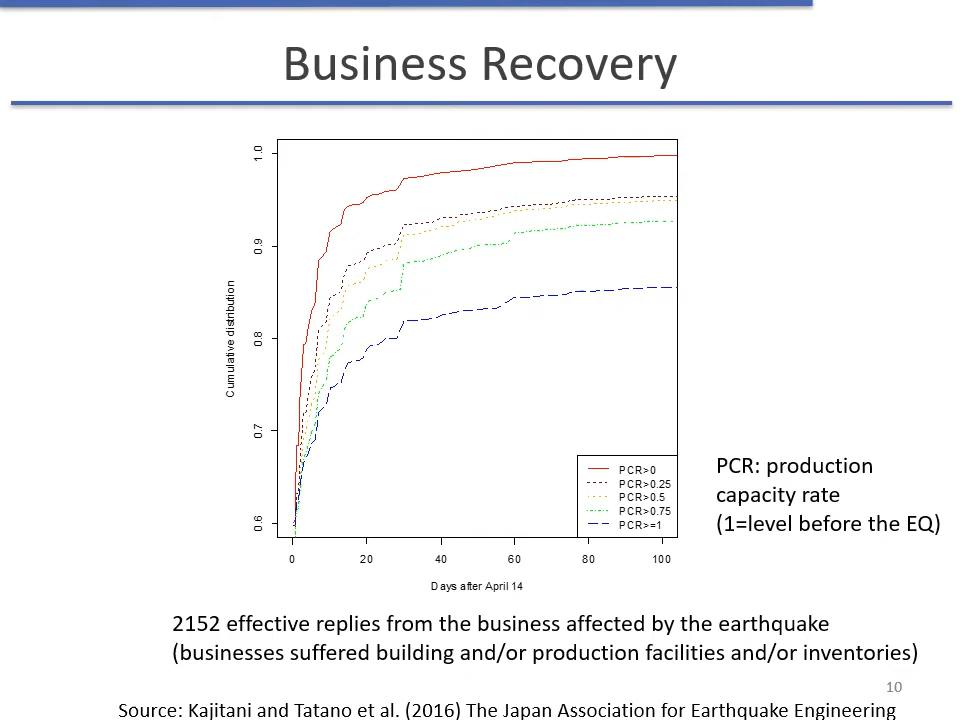 Business Recovery
1.0
0.9
0.8
0.7
0.6
Cumulative distribution
0 20 40 60 80 100
Days after April 14
PCR>0
PCR>0.25
PCR>0.5
PCR>0.75
PCR>=1
PCR: production
capacity rate
(1=level before the EQ)
2152 effective replies from the business affected by the earthquake
(businesses suffered building and/or production facilities and/or inventories)
10
Source: Kajitani and Tatano et al. (2016) The Japan Association for Earthquake Engineering